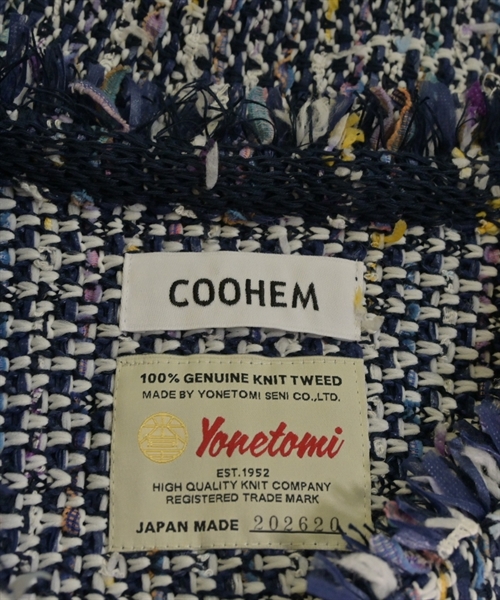 COOHEM
100% GENUINE KNIT TWEED
MADE BY YONETOMI SENI CO.,LTD.
Yonetomi
EST.1952
HIGH QUALITY KNIT COMPANY
REGISTERED TRADE MARK
JAPAN MADE 202620